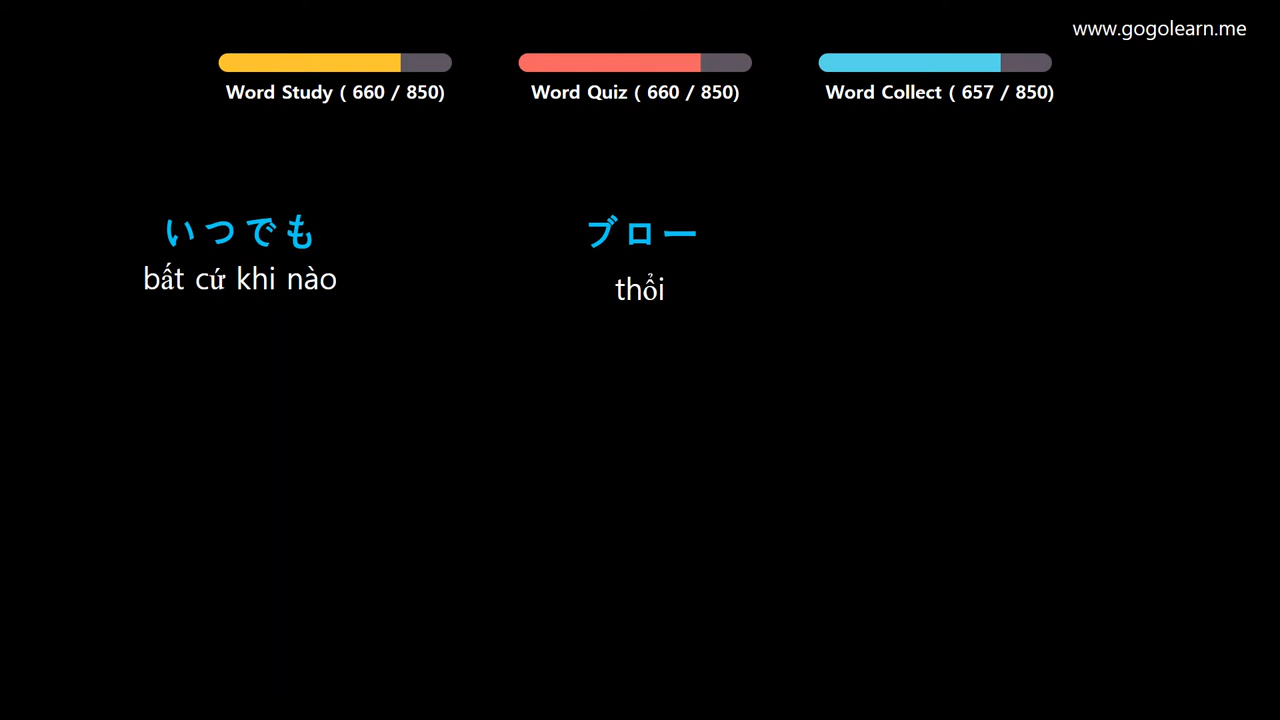 www.gogolearn.me
Word Study ( 660 / 850)
Word Quiz ( 660 / 850)
Word Collect ( 657 / 850)
いつでも
bất cứ khi nào
ブロー
thổi